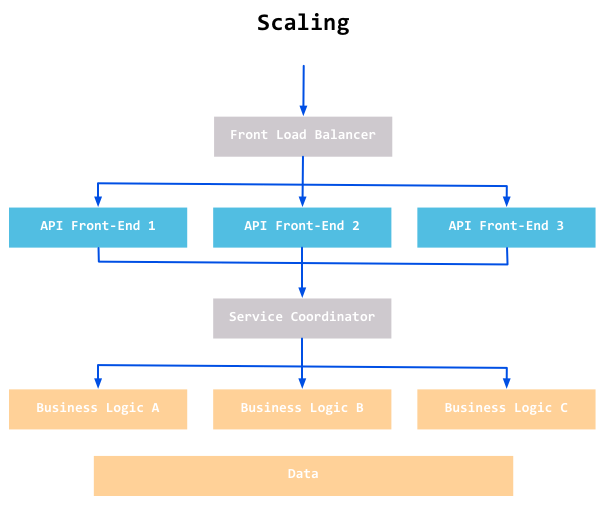 Scaling
Front Load Balancer
API Front-End 1
API Front-End 2
API Front-End 3
Service Coordinator
Business Logic A
Business Logic B
Business Logic C
Data